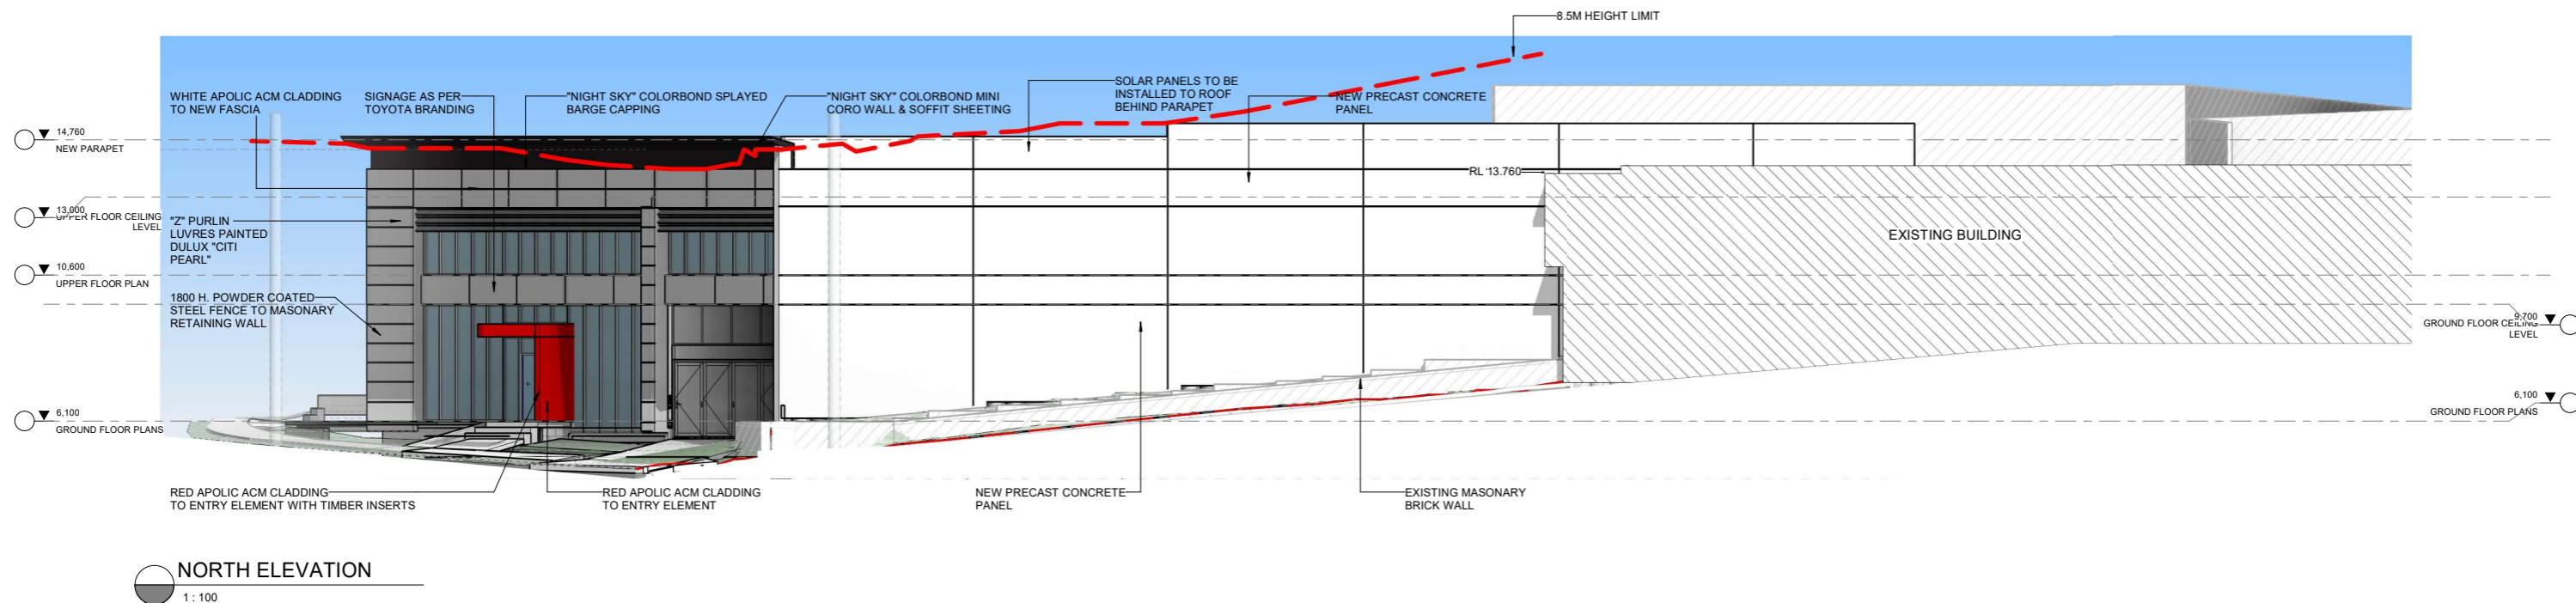 8.5M HEIGHT LIMIT
WHITE APOLIC ACM CLADDING
TO NEW FASCIA
SIGNAGE AS PER
TOYOTA BRANDING
"NIGHT SKY" COLORBOND SPLAYED
BARGE CAPPING
"NIGHT SKY" COLORBOND MINI
CORO WALL & SOFFIT SHEETING
SOLAR PANELS TO BE
INSTALLED TO ROOF
BEHIND PARAPET
NEW PRECAST CONCRETE
PANEL
14,760
NEW PARAPET
RL 13.760
13,000
UPPER FLOOR CEILING
LEVEL
"Z" PURLIN
LUVRES PAINTED
DULUX "CITI
PEARL"
EXISTING BUILDING
10,600
UPPER FLOOR PLAN
1800 H. POWDER COATED
STEEL FENCE TO MASONARY
RETAINING WALL
9,700
GROUND FLOOR CEILING
LEVEL
6,100
GROUND FLOOR PLANS
6,100
GROUND FLOOR PLANS
RED APOLIC ACM CLADDING
TO ENTRY ELEMENT WITH TIMBER INSERTS
RED APOLIC ACM CLADDING
TO ENTRY ELEMENT
NEW PRECAST CONCRETE
PANEL
EXISTING MASONARY
BRICK WALL
NORTH ELEVATION
1 : 100